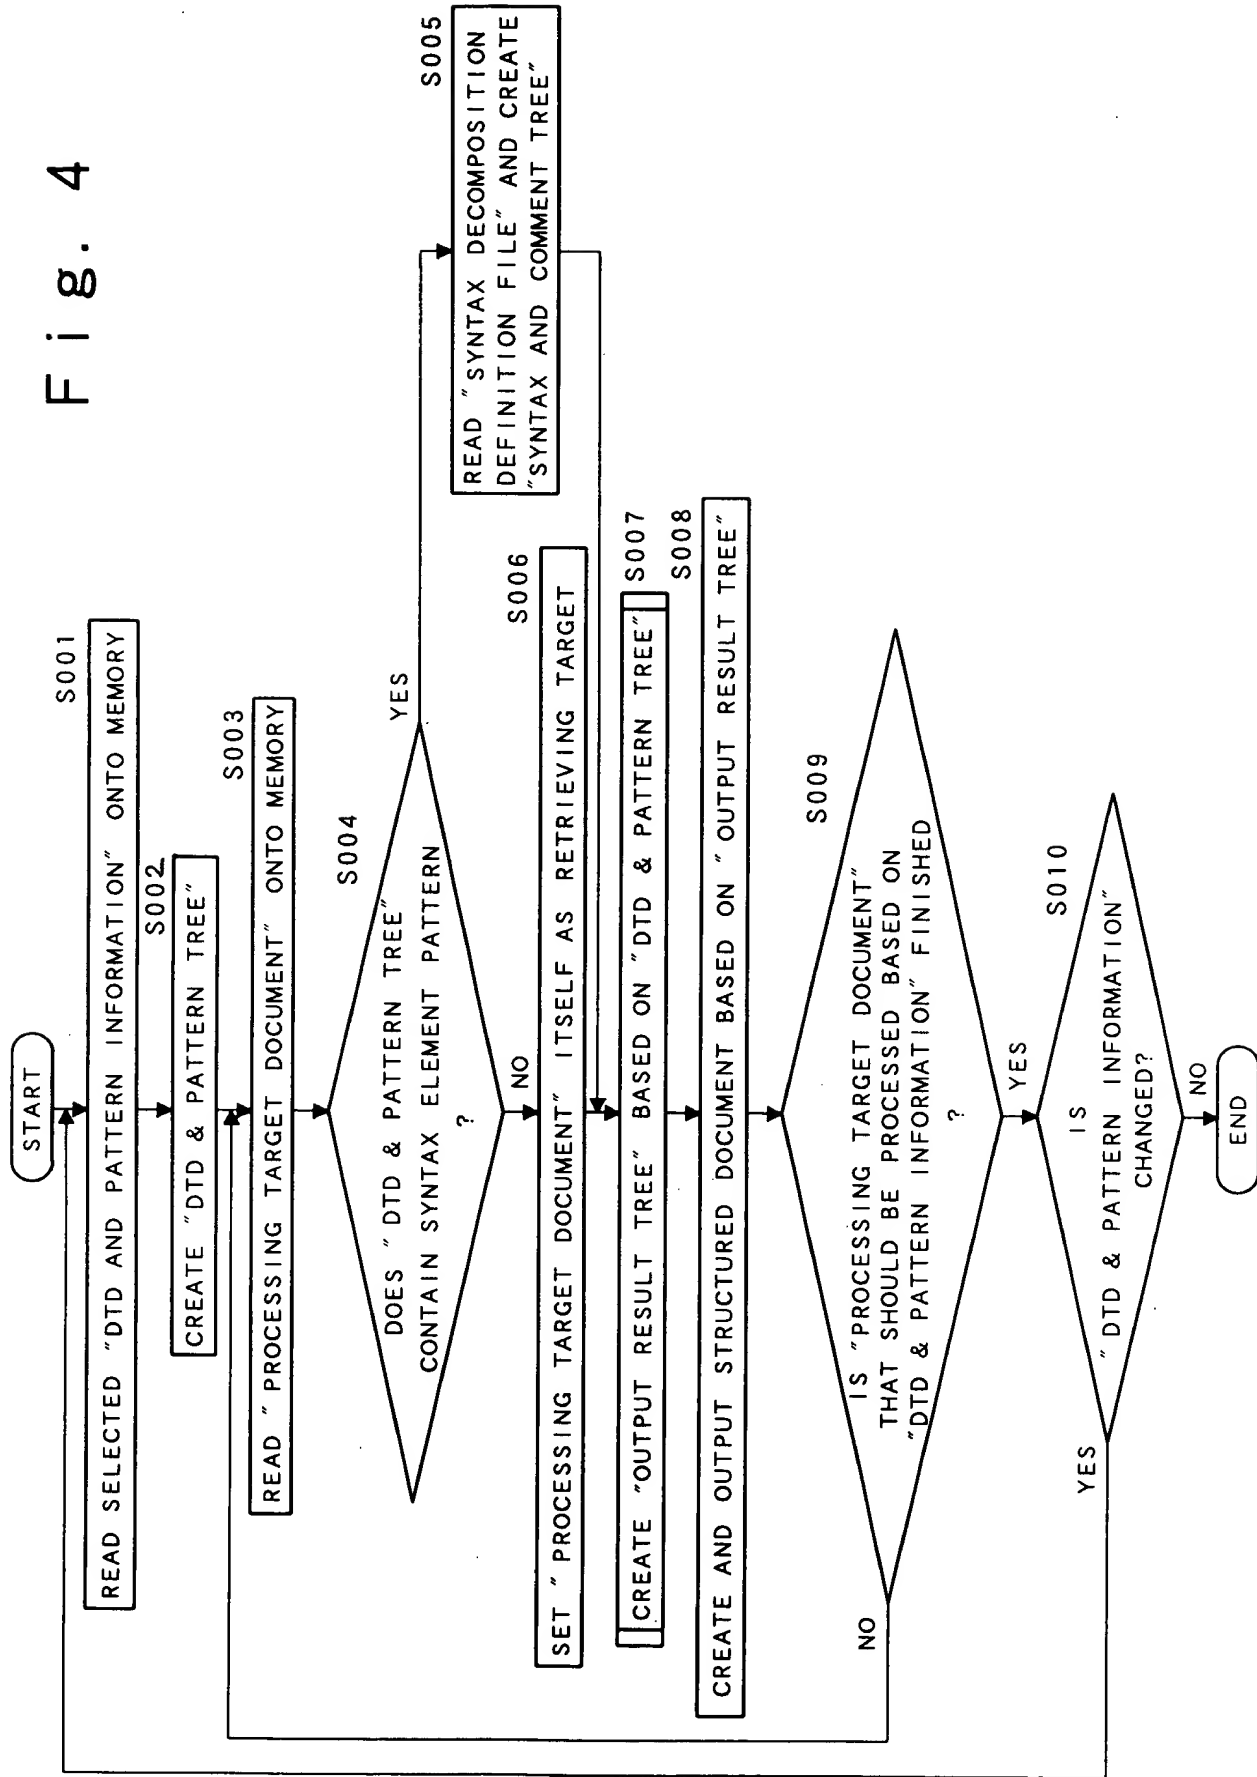 Fig. 4
START
S001
READ SELECTED "DTD AND PATTERN INFORMATION" ONTO MEMORY
S002
CREATE "DTD & PATTERN TREE"
S003
READ "PROCESSING TARGET DOCUMENT" ONTO MEMORY
S004
DOES "DTD & PATTERN TREE"
CONTAIN SYNTAX ELEMENT PATTERN
?
YES
NO
S005
READ "SYNTAX DECOMPOSITION
DEFINITION FILE" AND CREATE
"SYNTAX AND COMMENT TREE"
S006
SET "PROCESSING TARGET DOCUMENT" ITSELF AS RETRIEVING TARGET
S007
CREATE "OUTPUT RESULT TREE" BASED ON "DTD & PATTERN TREE"
S008
CREATE AND OUTPUT STRUCTURED DOCUMENT BASED ON "OUTPUT RESULT TREE"
S009
IS "PROCESSING TARGET DOCUMENT"
THAT SHOULD BE PROCESSED BASED ON
"DTD & PATTERN INFORMATION" FINISHED
?
NO
YES
S010
IS
"DTD & PATTERN INFORMATION"
CHANGED?
YES
NO
END